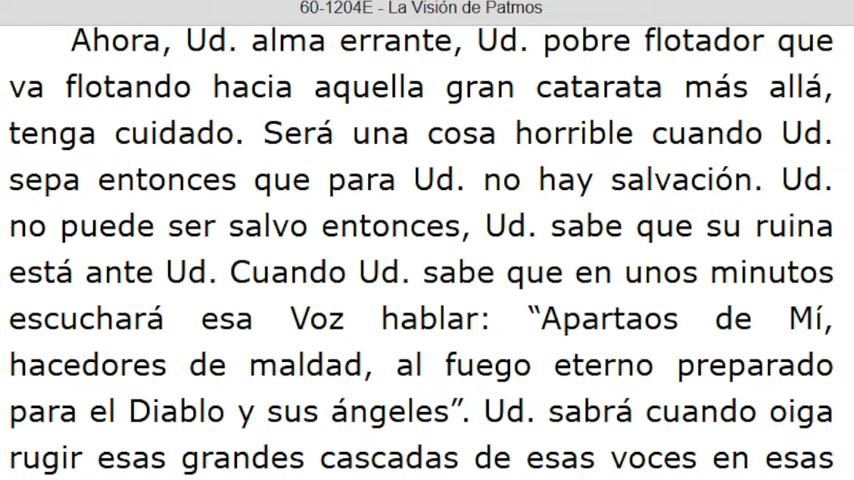 60-1204E - La Visión de Patmos
Ahora, Ud. alma errante, Ud. pobre flotador que
va flotando hacia aquella gran catarata más allá,
tenga cuidado. Será una cosa horrible cuando Ud.
sepa entonces que para Ud. no hay salvación. Ud.
no puede ser salvo entonces, Ud. sabe que su ruina
está ante Ud. Cuando Ud. sabe que en unos minutos
escuchará esa Voz hablar: “Apartaos de Mí,
hacedores de maldad, al fuego eterno preparado
para el Diablo y sus ángeles”. Ud. sabrá cuando oiga
rugir esas grandes cascadas de esas voces en esas